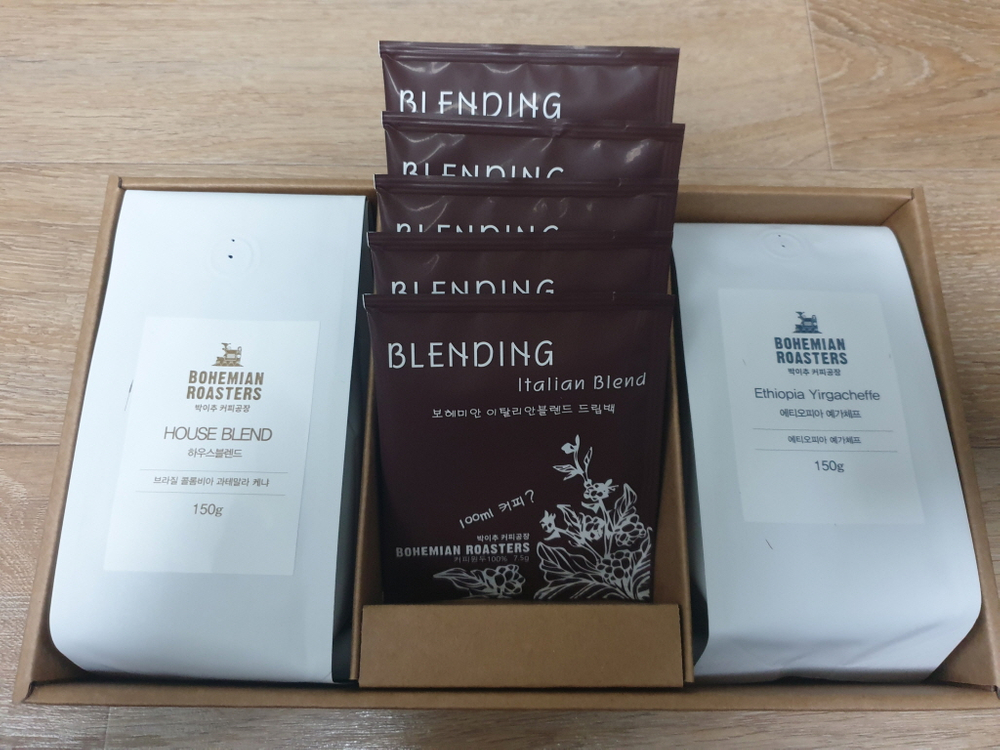 BOHEMIAN
ROASTERS
박이추 커피공장
HOUSE BLEND
하우스블렌드
브라질 콜롬비아 과테말라 케냐
150g
BLENDING
BLENDING
BLENDING
BLENDING
BLENDING
Italian Blend
보헤미안 이탈리안블렌드 드립백
100ml 커피?
박이추 커피공장
BOHEMIAN ROASTERS
커피원두100% 7.5g
BOHEMIAN
ROASTERS
박이추 커피공장
Ethiopia Yirgacheffe
에티오피아 예가체프
에티오피아 예가체프
150g